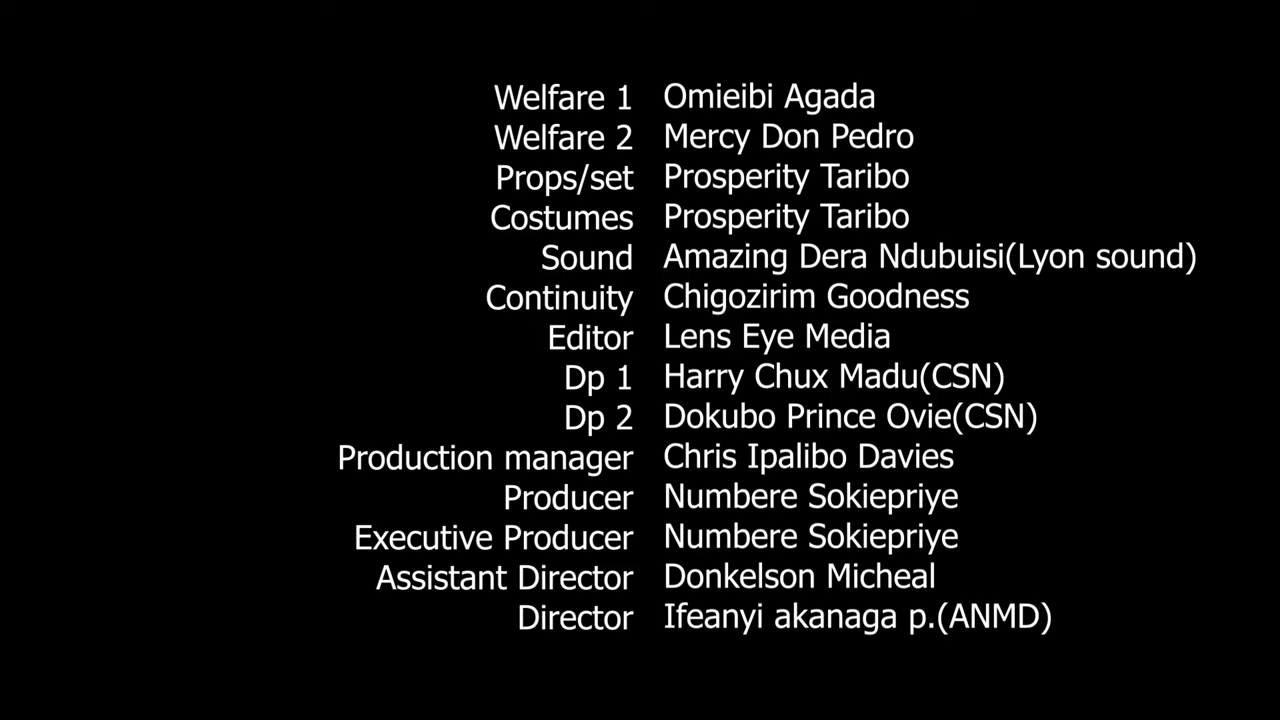 Welfare 1 Omieibi Agada
Welfare 2 Mercy Don Pedro
Props/set Prosperity Taribo
Costumes Prosperity Taribo
Sound Amazing Dera Ndubuisi(Lyon sound)
Continuity Chigozirim Goodness
Editor Lens Eye Media
Dp 1 Harry Chux Madu(CSN)
Dp 2 Dokubo Prince Ovie(CSN)
Production manager Chris Ipalibo Davies
Producer Numbere Sokiepriye
Executive Producer Numbere Sokiepriye
Assistant Director Donkelson Micheal
Director Ifeanyi akanaga p.(ANMD)